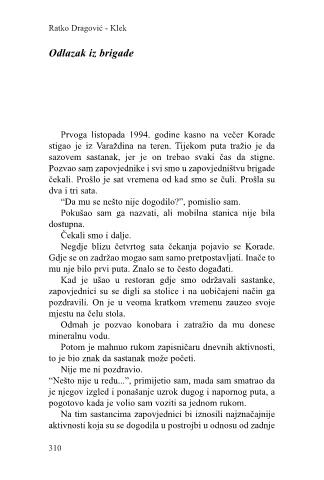 Ratko Dragović - Klek
Odlazak iz brigade
Prvoga listopada 1994. godine kasno na večer Korade
stigao je iz Varaždina na teren. Tijekom puta tražio je da
sazovem sastanak, jer je on trebao svaki čas da stigne.
Pozvao sam zapovjednike i svi smo u zapovjedništvu brigade
čekali. Prošlo je sat vremena od kad smo se čuli. Prošla su
dva i tri sata.
“Da mu se nešto nije dogodilo?”, pomislio sam.
Pokušao sam ga nazvati, ali mobilna stanica nije bila
dostupna.
Čekali smo i dalje.
Negdje blizu četvrtog sata čekanja pojavio se Korade.
Gdje se on zadržao mogao sam samo pretpostavljati. Inače to
mu nije bilo prvi puta. Znalo se to često događati.
Kad je ušao u restoran gdje smo održavali sastanke,
zapovjednici su se digli sa stolice i na uobičajeni način ga
pozdravili. On je u veoma kratkom vremenu zauzeo svoje
mjestu na čelu stola.
Odmah je pozvao konobara i zatražio da mu donese
mineralnu vodu.
Potom je mahnuo rukom zapisničaru dnevnih aktivnosti,
to je bio znak da sastanak može početi.
Nije me ni pozdravio.
“Nešto nije u redu...”, primijetio sam, mada sam smatrao da
je njegov izgled i ponašanje uzrok dugog i napornog puta, a
pogotovo kada je volio sam voziti sa jednom rukom.
Na tim sastancima zapovjednici bi iznosili najznačajnije
aktivnosti koja su se dogodila u postrojbi u odnosu od zadnje
310